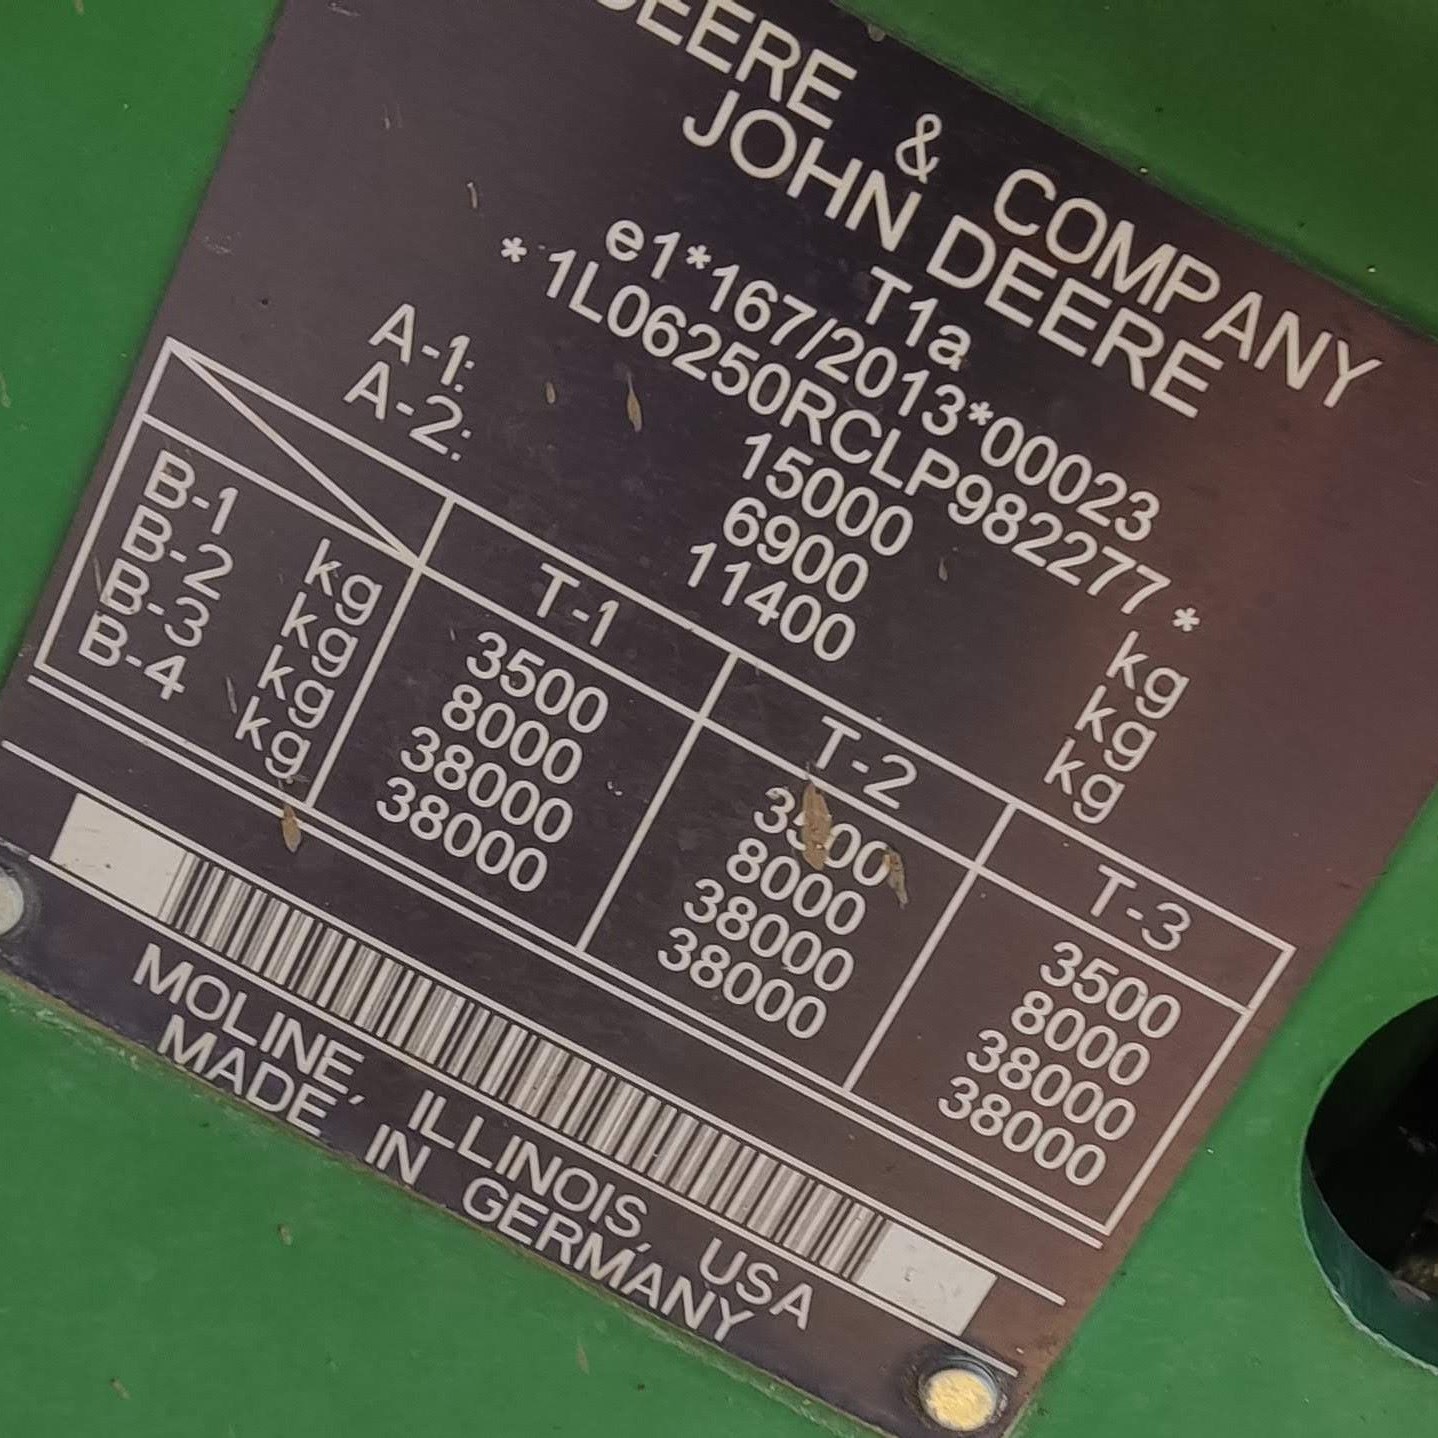 DEERE & COMPANY
JOHN DEERE
T1a
e1*167/2013*00023
*1L06250RCLP982277*
15000 kg
A-1: 6900 kg
A-2: 11400 kg
T-1 T-2 T-3
B-1 kg 3500 3500 3500
B-2 kg 8000 8000 8000
B-3 kg 38000 38000 38000
B-4 kg 38000 38000 38000
MOLINE, ILLINOIS, USA
MADE IN GERMANY